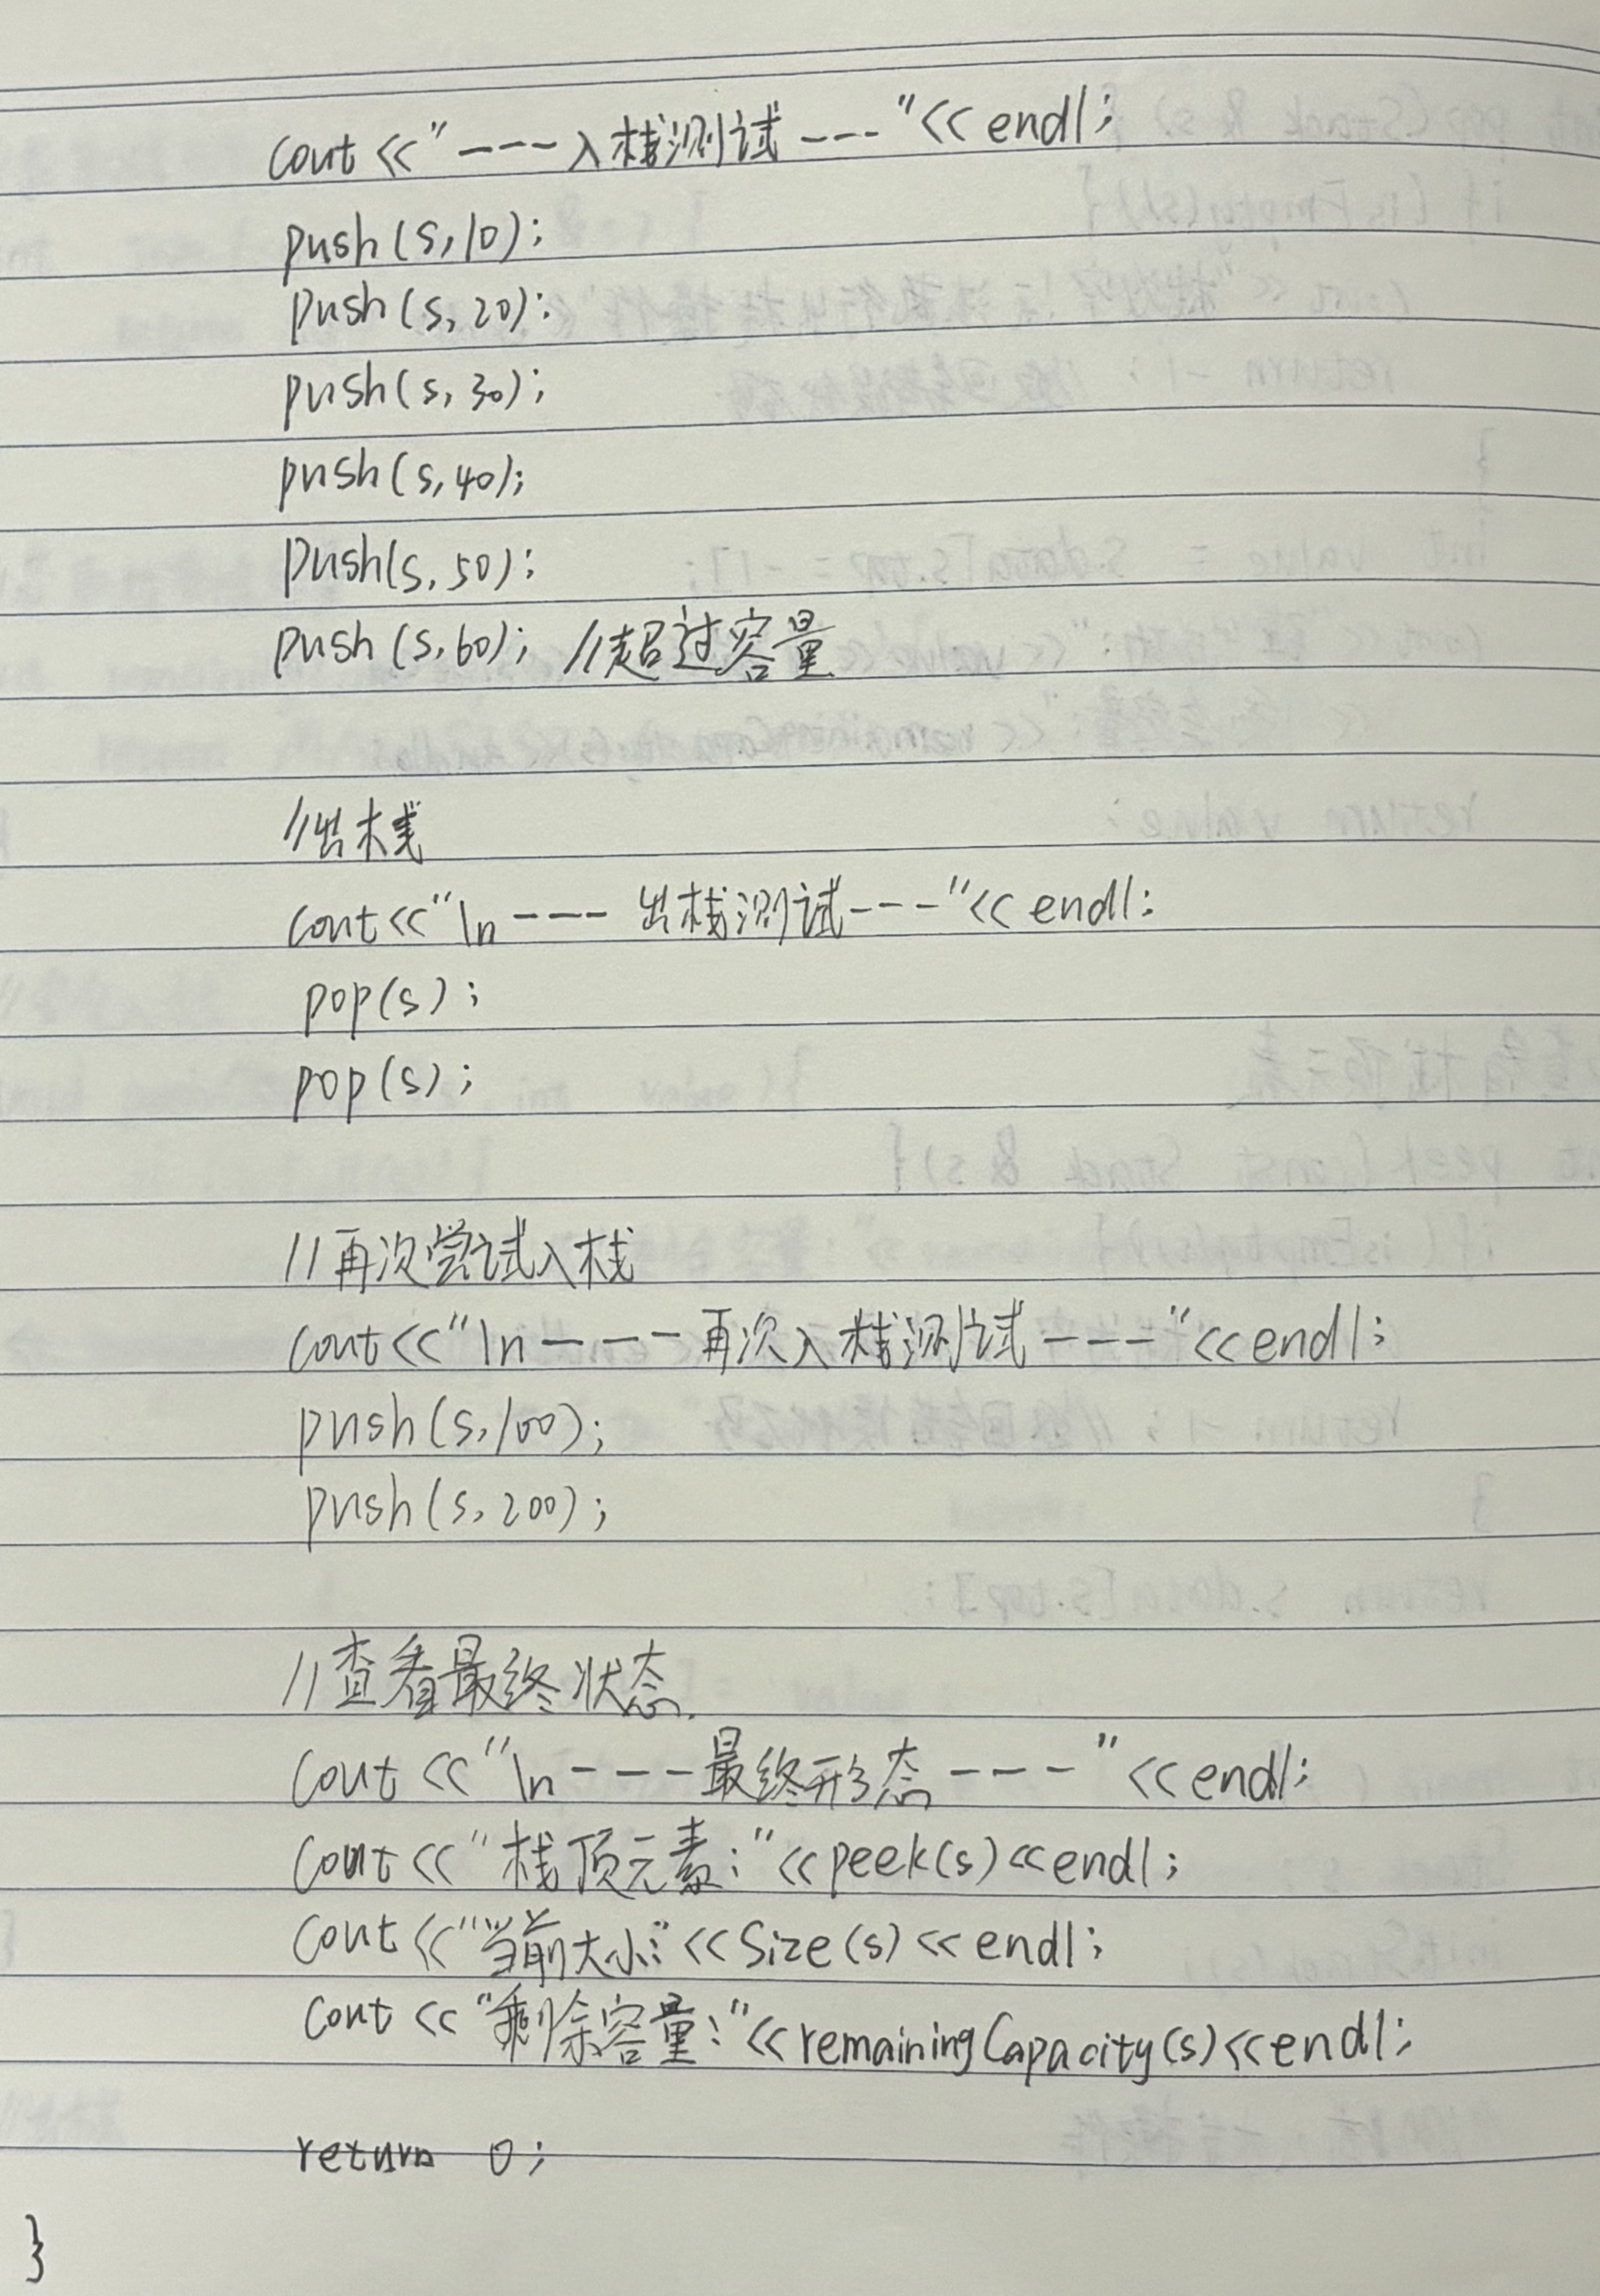 cout <<"---入栈测试---"<< endl;
push(s,10);
push(s,20);
push(s,30);
push(s,40);
push(s,50);
push(s,60); //超过容量
//出栈
cout<<"\n---出栈测试---"<< endl;
pop(s);
pop(s);
//再次尝试入栈
cout<<"\n---再次入栈测试---"<<endl;
push(s,100);
push(s,200);
//查看最终状态.
cout <<"\n---最终形态---"<<endl;
cout <<"栈顶元素:"<<peek(s)<<endl;
cout <<"当前大小:"<<size(s)<<endl;
cout <<"剩除容量:"<<remainingCapacity(s)<<endl;
return 0;
}